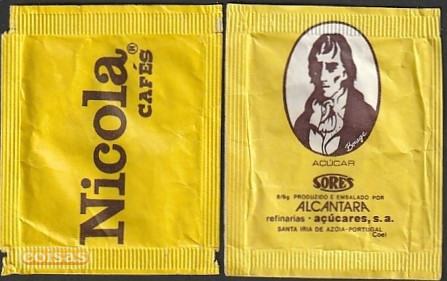 Nicola®
CAFÉS
coisas
Bocage
AÇÚCAR
SORES
8/9g PRODUZIDO E EMBALADO POR
ALCANTARA
refinarias - açúcares, s.a.
SANTA IRIA DE AZÓIA-PORTUGAL
Coel